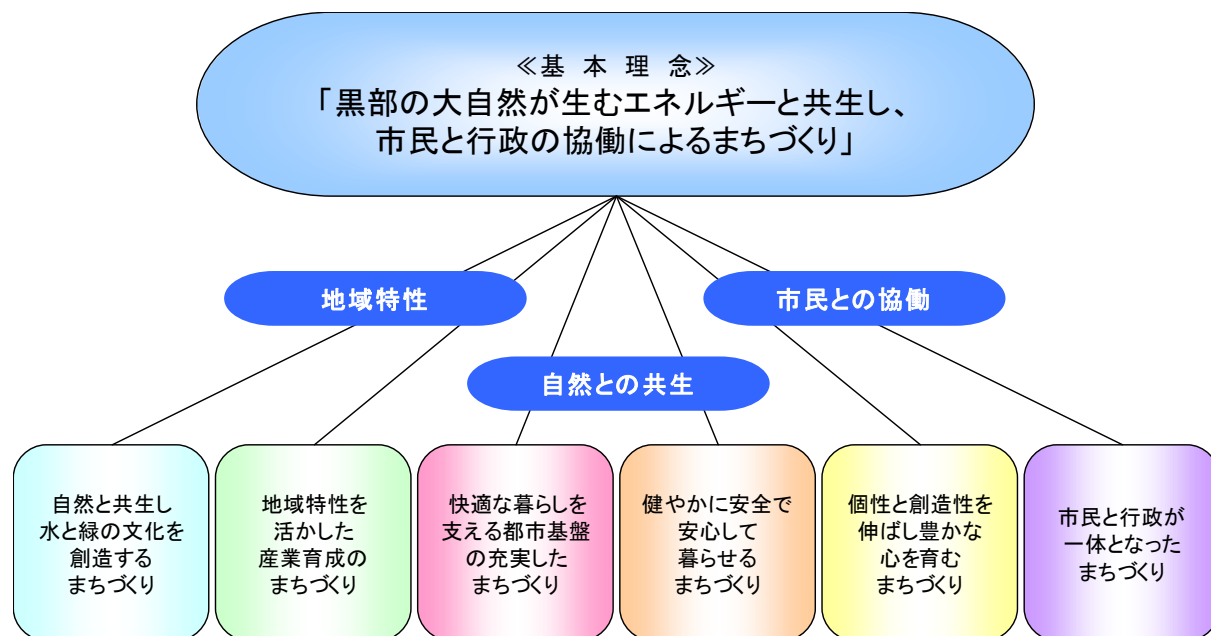 ≪基 本 理 念≫
「黒部の大自然が生むエネルギーと共生し、
市民と行政の協働によるまちづくり」
地域特性
市民との協働
自然との共生
自然と共生し
水と緑の文化を
創造する
まちづくり
地域特性を
活かした
産業育成の
まちづくり
快適な暮らしを
支える都市基盤
の充実した
まちづくり
健やかに安全で
安心して
暮らせる
まちづくり
個性と創造性を
伸ばし豊かな
心を育む
まちづくり
市民と行政が
一体となった
まちづくり